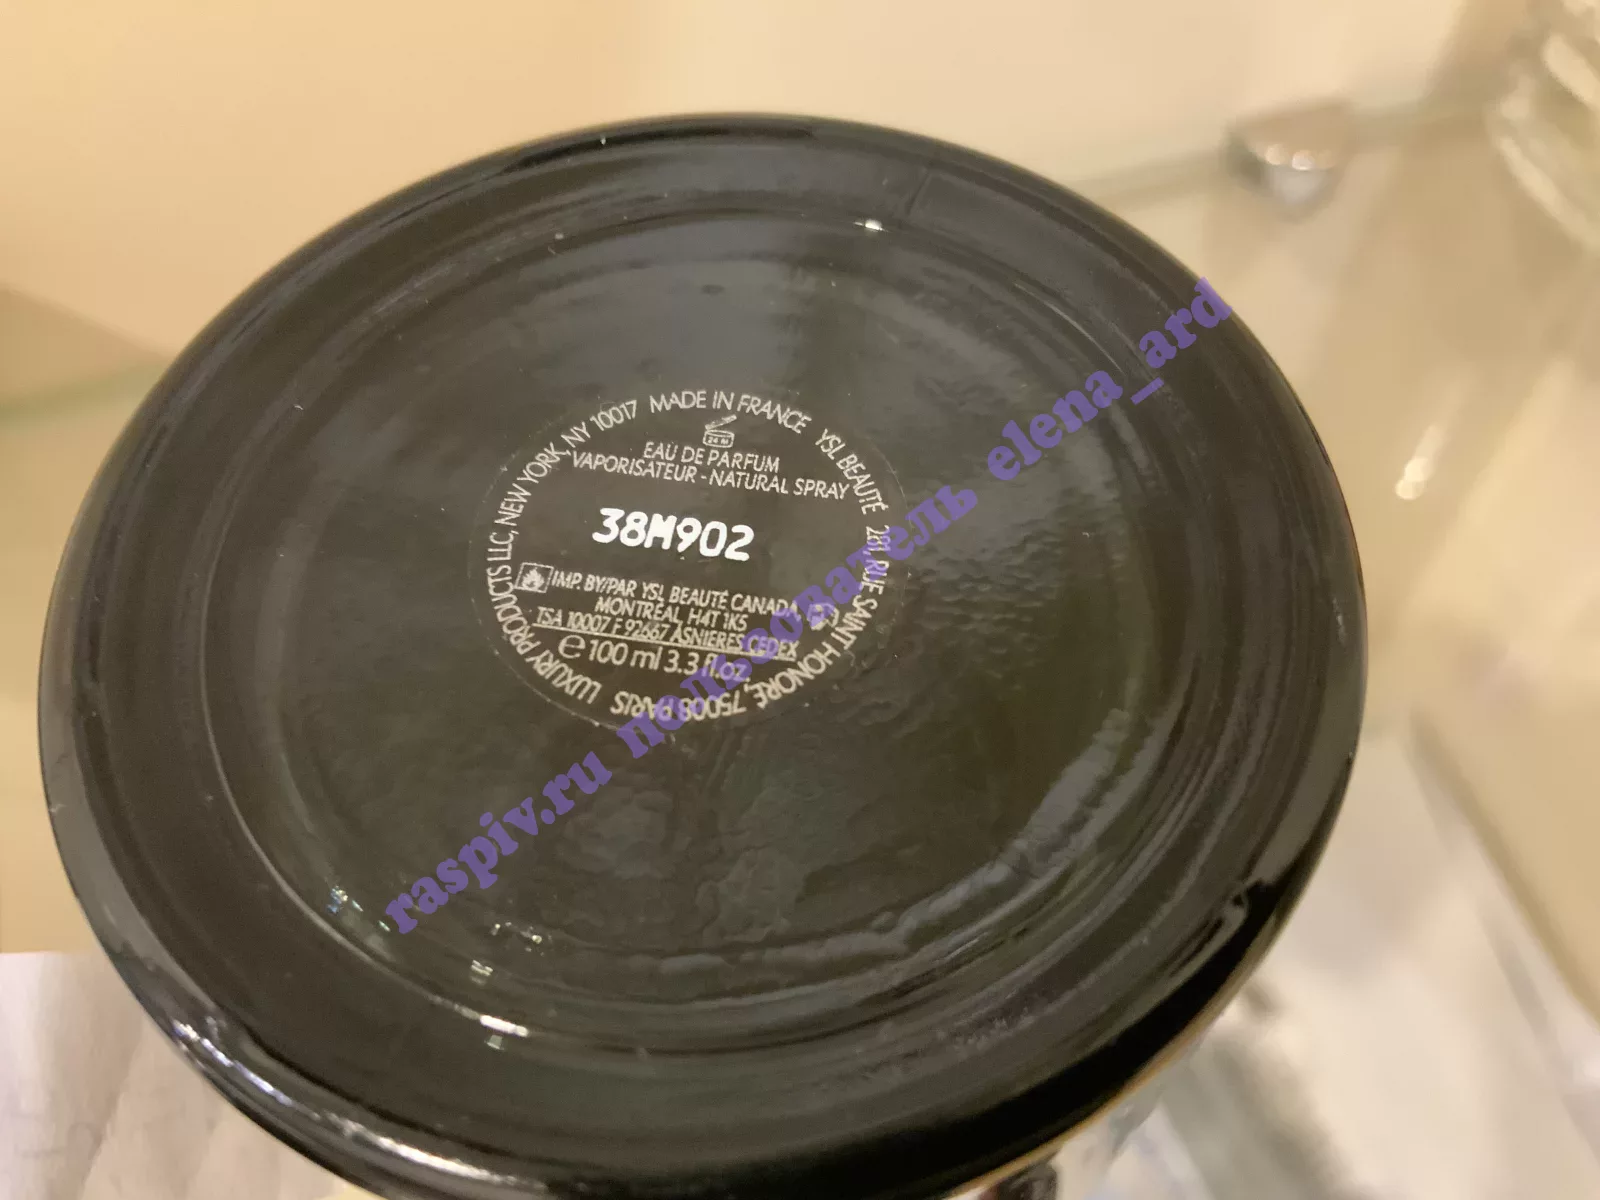 MADE IN FRANCE YSL BEAUTÉ 281, RUE SAINT HONORÉ, 75008 PARIS LUXURY PRODUCTS LLC, NEW YORK, NY 10017
24 M
EAU DE PARFUM
VAPORISATEUR - NATURAL SPRAY
38M902
IMP. BY/PAR YSL BEAUTÉ CANADA
MONTRÉAL, H4T 1K5
TSA 10007 F 92667 ASNIERES CEDEX
e 100 ml 3.3 fl.oz.
raspiv.ru пользователь elena_ard